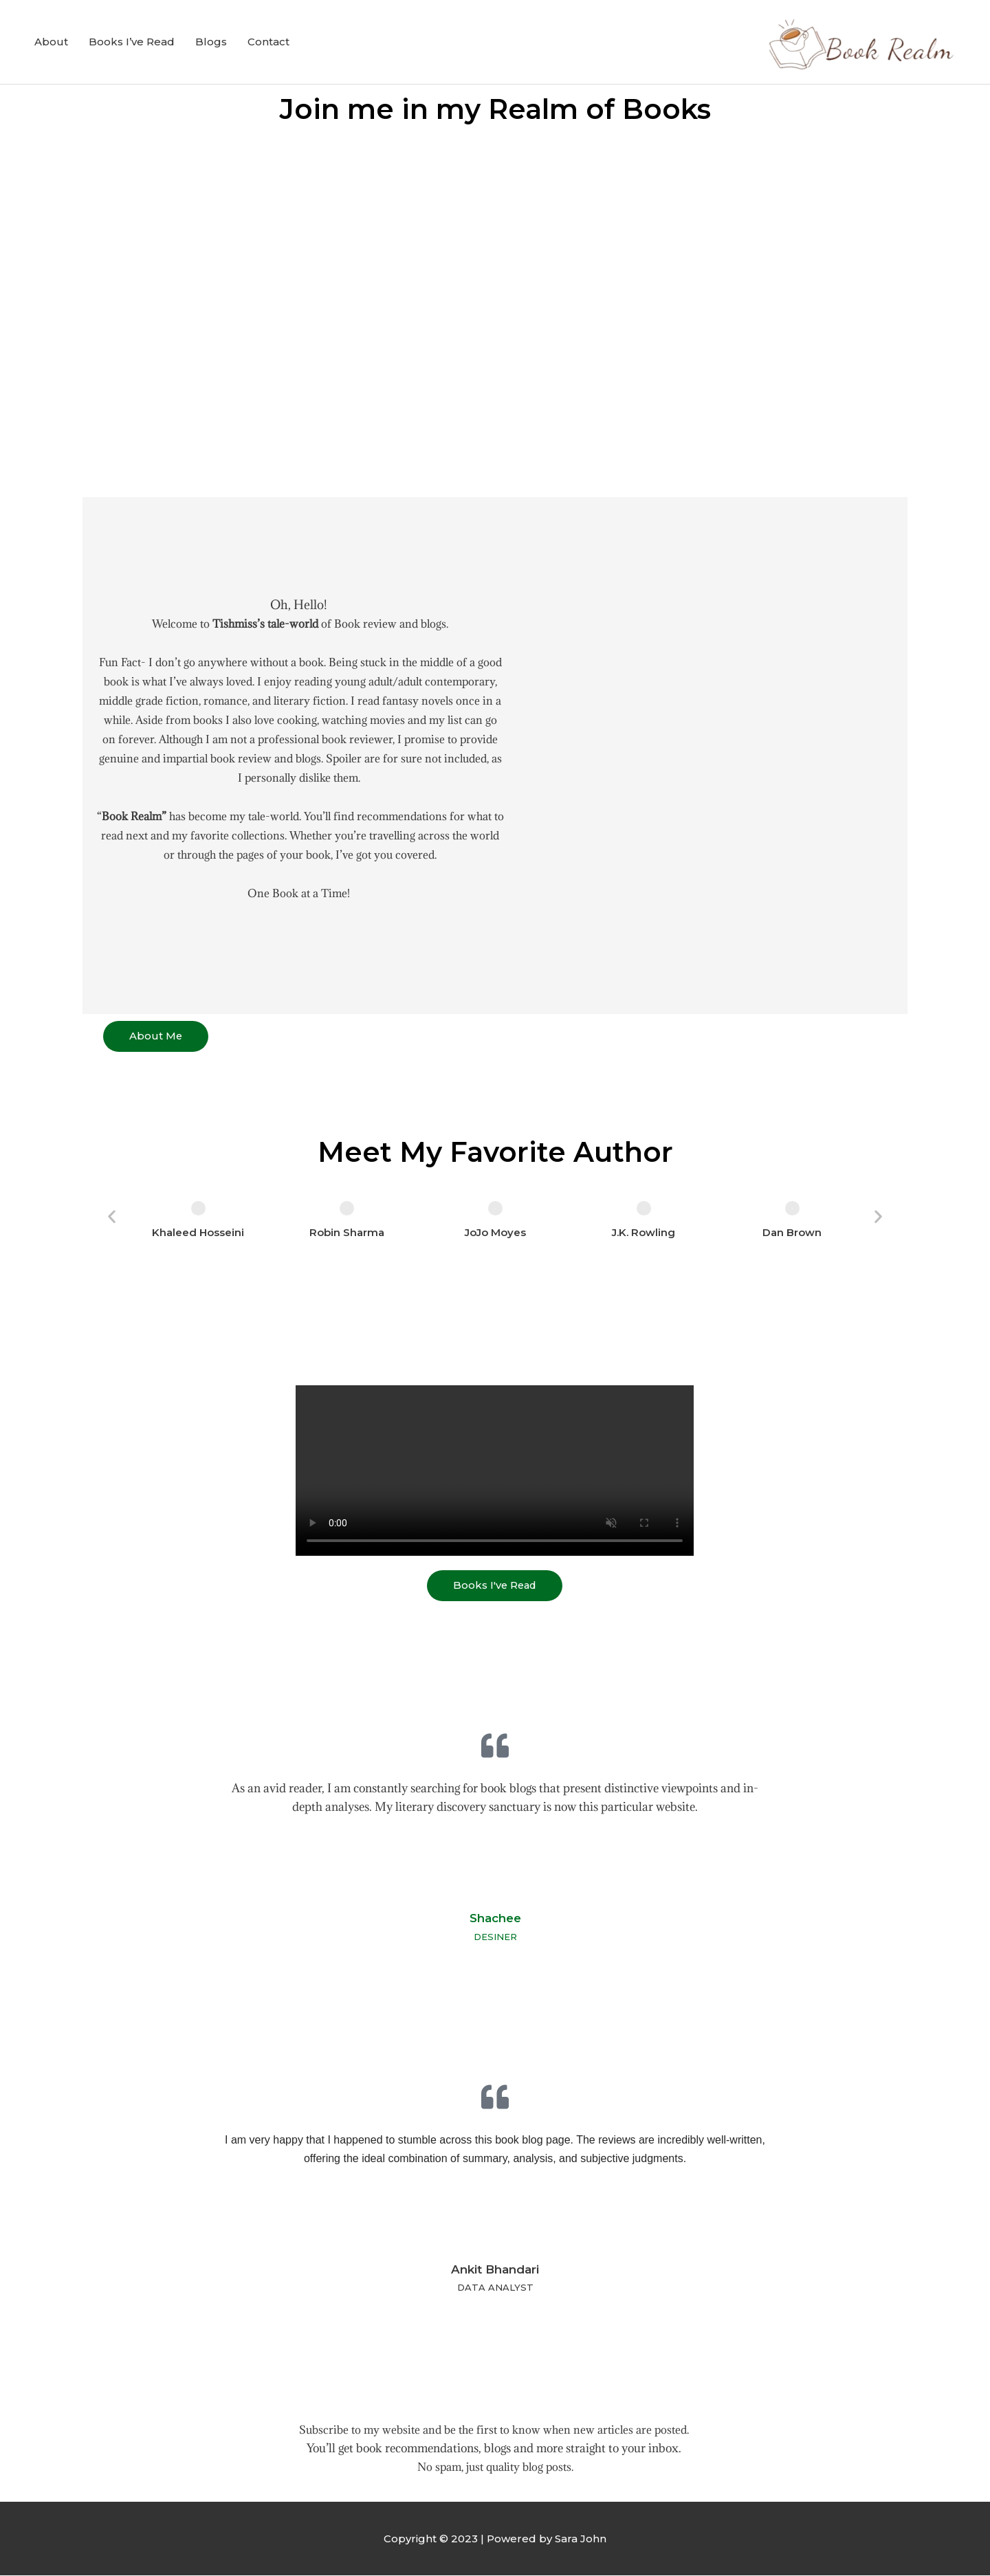 About
Books I’ve Read
Blogs
Contact
Book Realm
Join me in my Realm of Books
Oh, Hello!
Welcome to Tishmiss’s tale-world of Book review and blogs.
Fun Fact- I don’t go anywhere without a book. Being stuck in the middle of a good
book is what I’ve always loved. I enjoy reading young adult/adult contemporary,
middle grade fiction, romance, and literary fiction. I read fantasy novels once in a
while. Aside from books I also love cooking, watching movies and my list can go
on forever. Although I am not a professional book reviewer, I promise to provide
genuine and impartial book review and blogs. Spoiler are for sure not included, as
I personally dislike them.
“Book Realm” has become my tale-world. You’ll find recommendations for what to
read next and my favorite collections. Whether you’re travelling across the world
or through the pages of your book, I’ve got you covered.
One Book at a Time!
About Me
Meet My Favorite Author
Khaleed Hosseini
Robin Sharma
JoJo Moyes
J.K. Rowling
Dan Brown
0:00
Books I've Read
As an avid reader, I am constantly searching for book blogs that present distinctive viewpoints and in-
depth analyses. My literary discovery sanctuary is now this particular website.
Shachee
DESINER
I am very happy that I happened to stumble across this book blog page. The reviews are incredibly well-written,
offering the ideal combination of summary, analysis, and subjective judgments.
Ankit Bhandari
DATA ANALYST
Subscribe to my website and be the first to know when new articles are posted.
You’ll get book recommendations, blogs and more straight to your inbox.
No spam, just quality blog posts.
Copyright © 2023 | Powered by Sara John